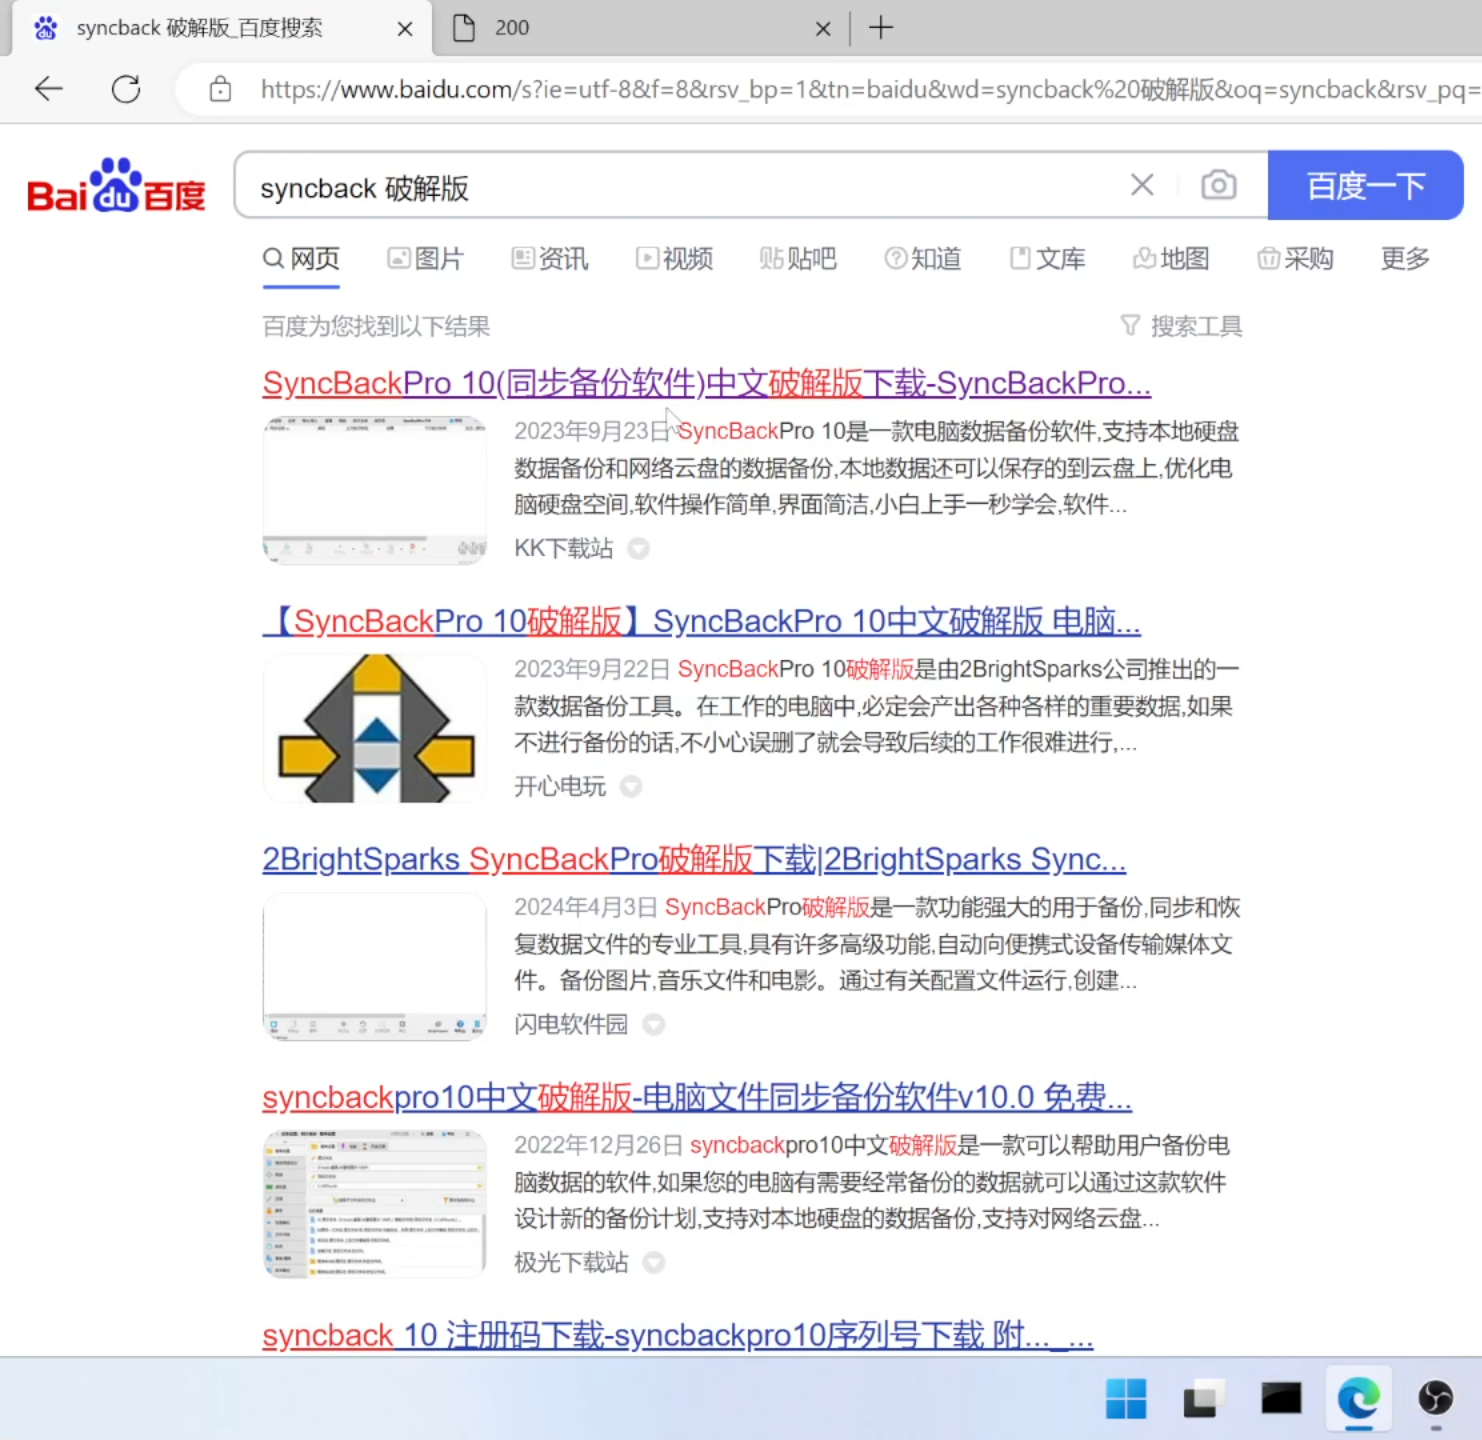 syncback 破解版_百度搜索
200
https://www.baidu.com/s?ie=utf-8&f=8&rsv_bp=1&tn=baidu&wd=syncback%20破解版&oq=syncback&rsv_pq=
Bai du 百度
syncback 破解版
百度一下
网页 图片 资讯 视频 贴吧 知道 文库 地图 采购 更多
百度为您找到以下结果
搜索工具
SyncBackPro 10(同步备份软件)中文破解版下载-SyncBackPro...
2023年9月23日 SyncBackPro 10是一款电脑数据备份软件,支持本地硬盘
数据备份和网络云盘的数据备份,本地数据还可以保存的到云盘上,优化电
脑硬盘空间,软件操作简单,界面简洁,小白上手一秒学会,软件...
KK下载站
【SyncBackPro 10破解版】SyncBackPro 10中文破解版 电脑...
2023年9月22日 SyncBackPro 10破解版是由2BrightSparks公司推出的一
款数据备份工具。在工作的电脑中,必定会产出各种各样的重要数据,如果
不进行备份的话,不小心误删了就会导致后续的工作很难进行,...
开心电玩
2BrightSparks SyncBackPro破解版下载|2BrightSparks Sync...
2024年4月3日 SyncBackPro破解版是一款功能强大的用于备份,同步和恢
复数据文件的专业工具,具有许多高级功能,自动向便携式设备传输媒体文
件。备份图片,音乐文件和电影。通过有关配置文件运行,创建...
闪电软件园
syncbackpro10中文破解版-电脑文件同步备份软件v10.0 免费...
2022年12月26日 syncbackpro10中文破解版是一款可以帮助用户备份电
脑数据的软件,如果您的电脑有需要经常备份的数据就可以通过这款软件
设计新的备份计划,支持对本地硬盘的数据备份,支持对网络云盘...
极光下载站
syncback 10 注册码下载-syncbackpro10序列号下载 附..._...